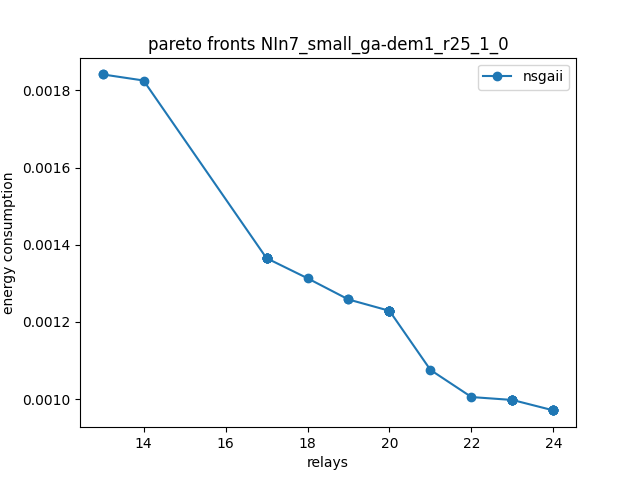 pareto fronts NIn7_small_ga-dem1_r25_1_0
nsgaii
0.0018
0.0016
0.0014
0.0012
0.0010
energy consumption
14 16 18 20 22 24
relays